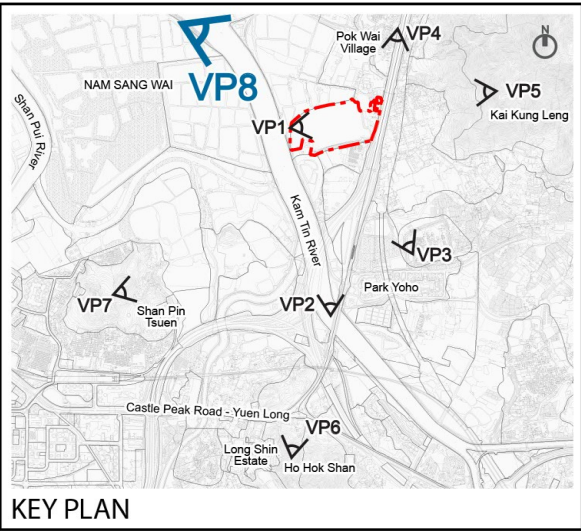 Pok Wai
Village
VP4
N
NAM SANG WAI
VP8
VP5
Kai Kung Leng
Shan Pui River
VP1
Kam Tin River
VP3
Park Yoho
VP7
Shan Pin
Tsuen
VP2
Castle Peak Road - Yuen Long
VP6
Long Shin
Estate
Ho Hok Shan
KEY PLAN